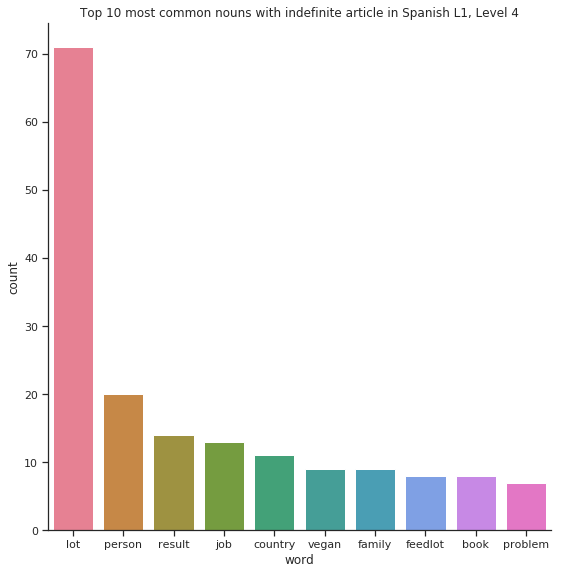 Top 10 most common nouns with indefinite article in Spanish L1, Level 4
70
60
50
40
30
20
10
0
count
lot person result job country vegan family feedlot book problem
word